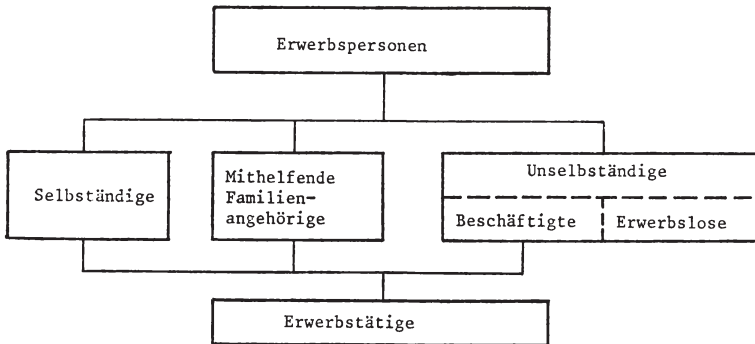 Erwerbspersonen
Selbständige
Mithelfende
Familien-
angehörige
Unselbständige
Beschäftigte
Erwerbslose
Erwerbstätige